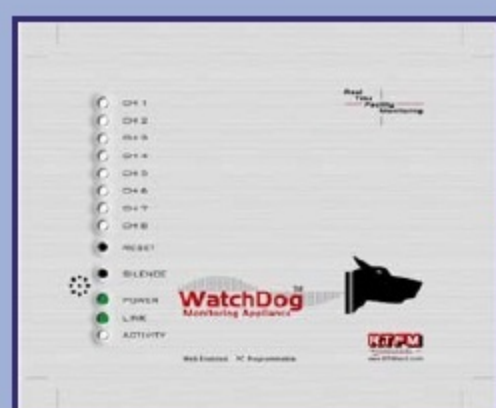 CH 1
CH 2
CH 3
CH 4
CH 5
CH 6
CH 7
CH 8
Real
Time
Facility
Monitoring
RESET
SILENCE
POWER
LINK
ACTIVITY
WatchDog™
Monitoring Appliance
RTFM
Web Enabled PC Programmable